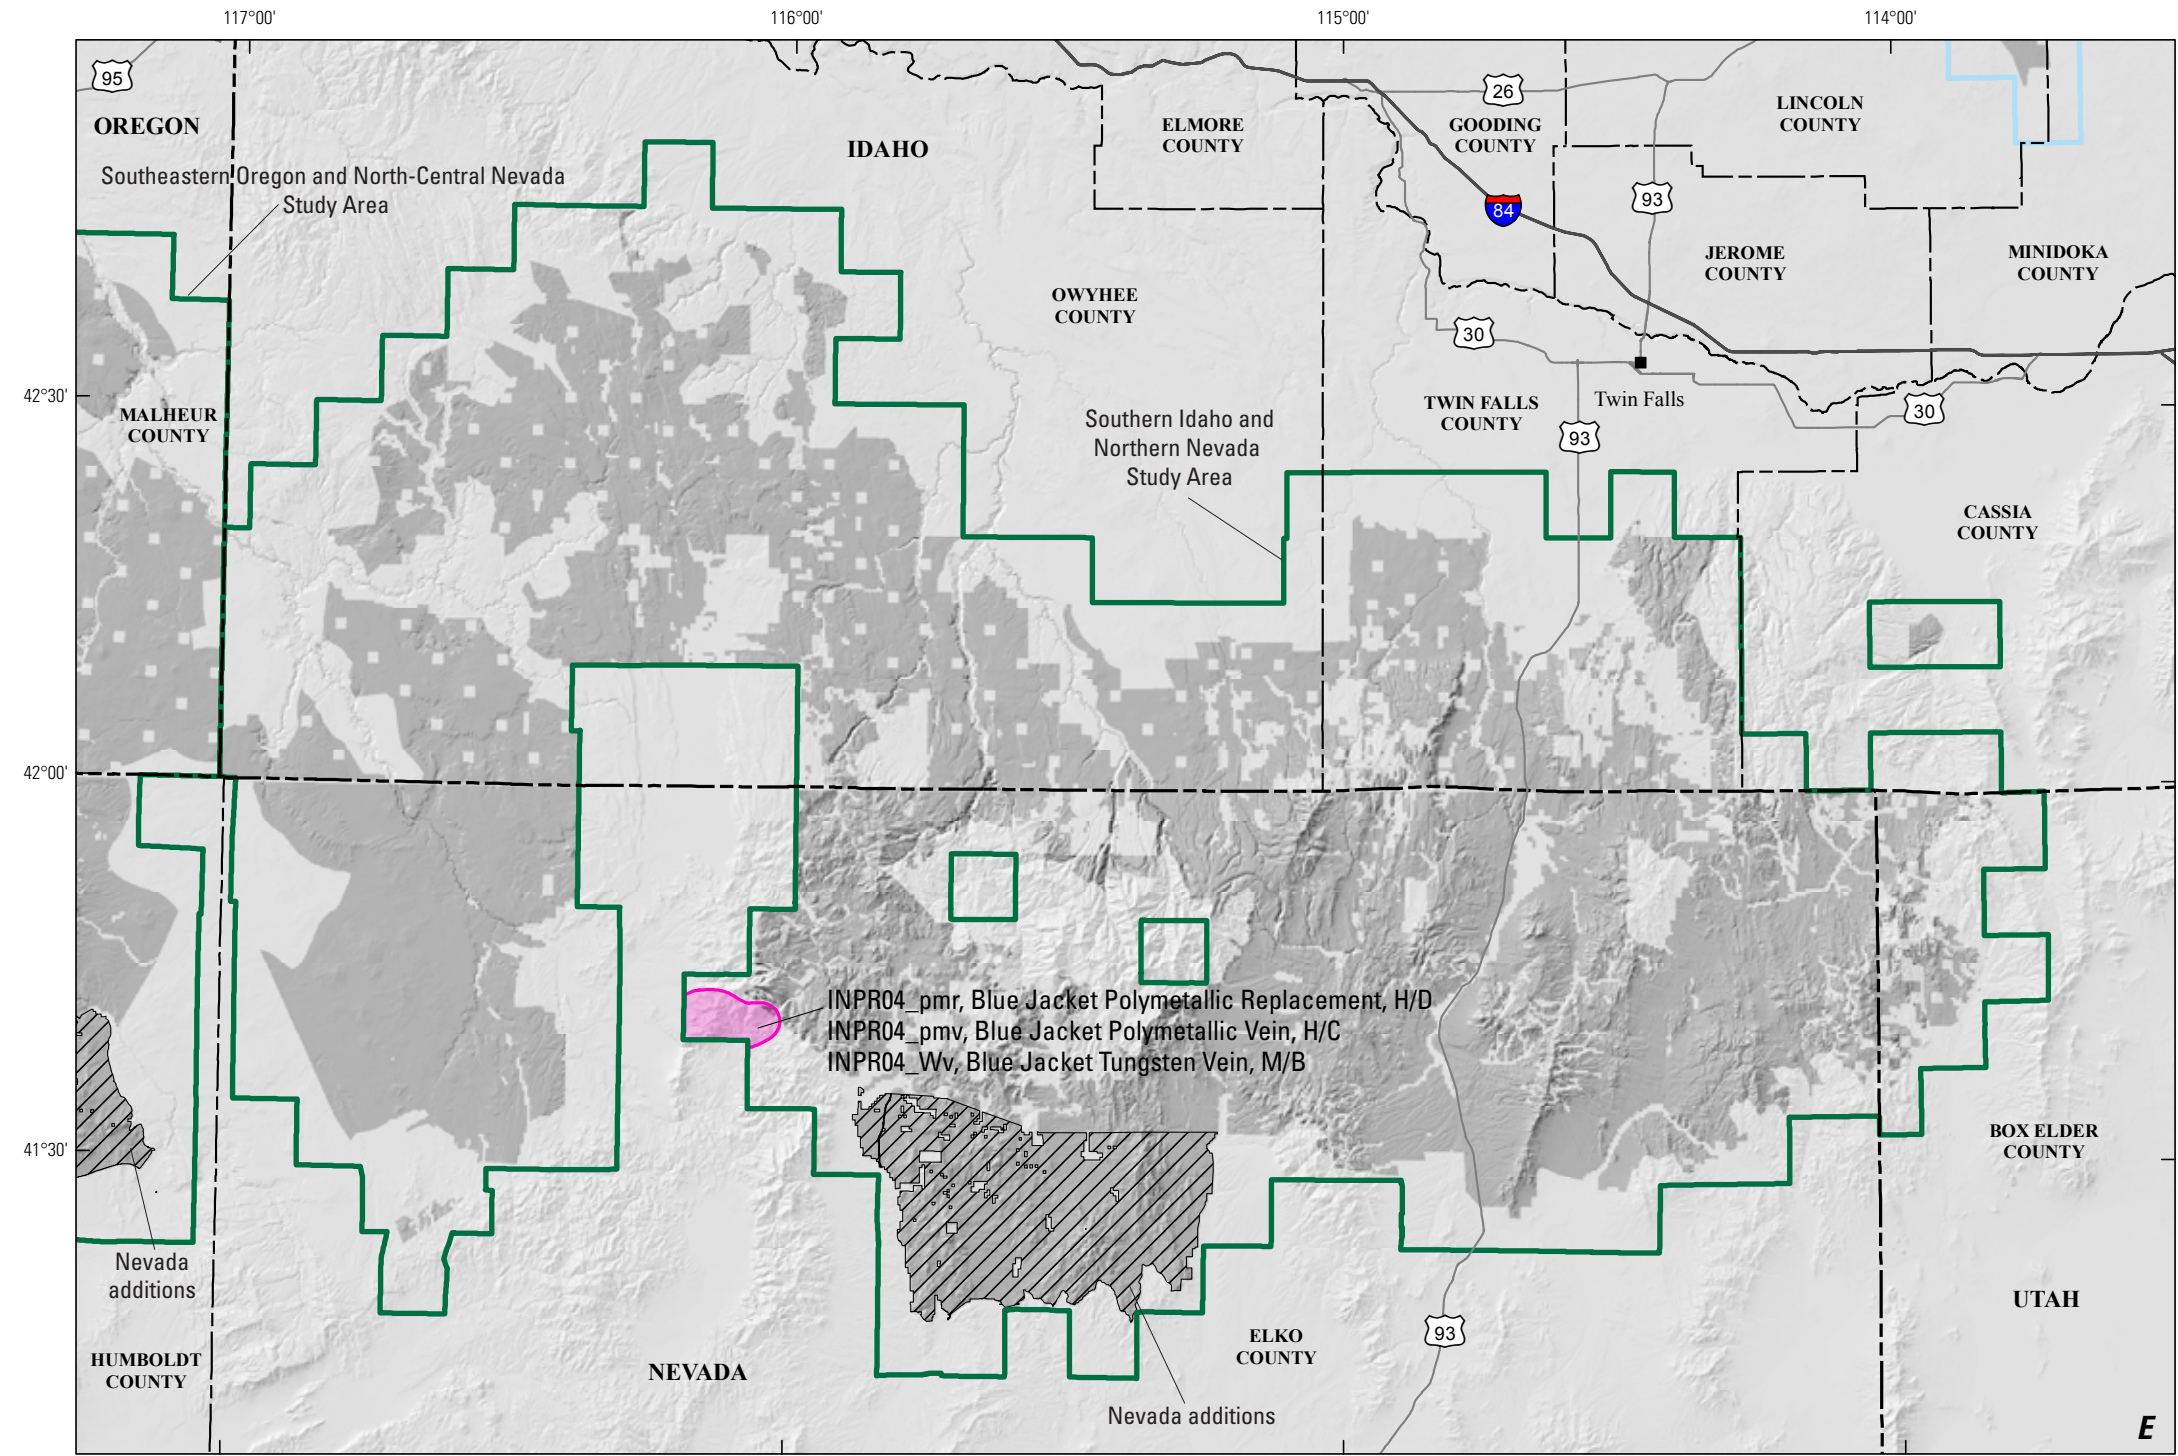 117°00'
116°00'
115°00'
114°00'
95
26
OREGON
IDAHO
ELMORE
COUNTY
GOODING
COUNTY
LINCOLN
COUNTY
Southeastern Oregon and North-Central Nevada
Study Area
93
84
JEROME
COUNTY
MINIDOKA
COUNTY
OWYHEE
COUNTY
30
42°30'
MALHEUR
COUNTY
Southern Idaho and
Northern Nevada
Study Area
TWIN FALLS
COUNTY
Twin Falls
30
93
CASSIA
COUNTY
42°00'
INPR04_pmr, Blue Jacket Polymetallic Replacement, H/D
INPR04_pmv, Blue Jacket Polymetallic Vein, H/C
INPR04_Wv, Blue Jacket Tungsten Vein, M/B
41°30'
BOX ELDER
COUNTY
Nevada
additions
UTAH
HUMBOLDT
COUNTY
NEVADA
ELKO
COUNTY
93
Nevada additions
E